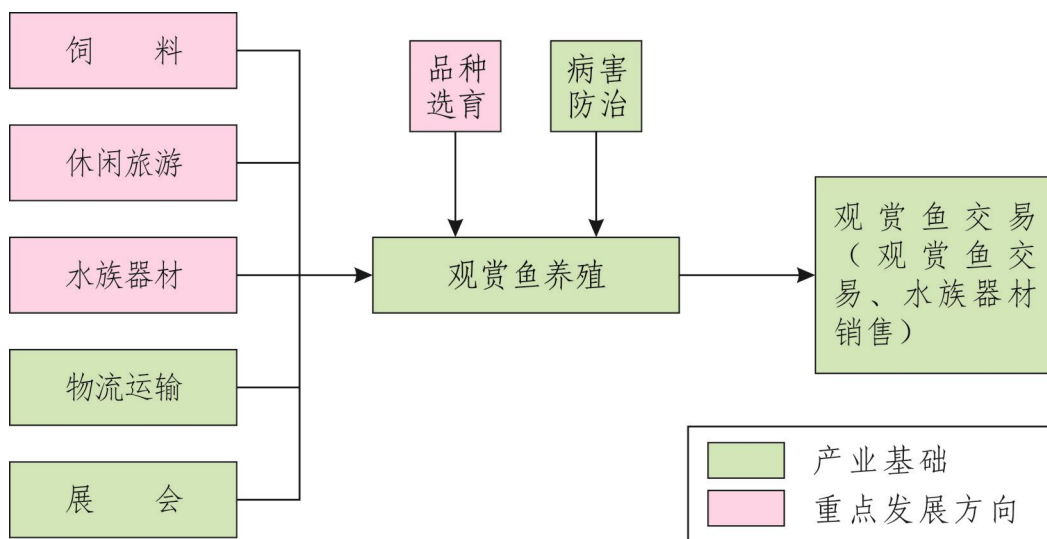 饲 料
休闲旅游
水族器材
物流运输
展 会
品种
选育
病害
防治
观赏鱼养殖
观赏鱼交易
（观赏鱼交
易、水族器材
销售）
产业基础
重点发展方向